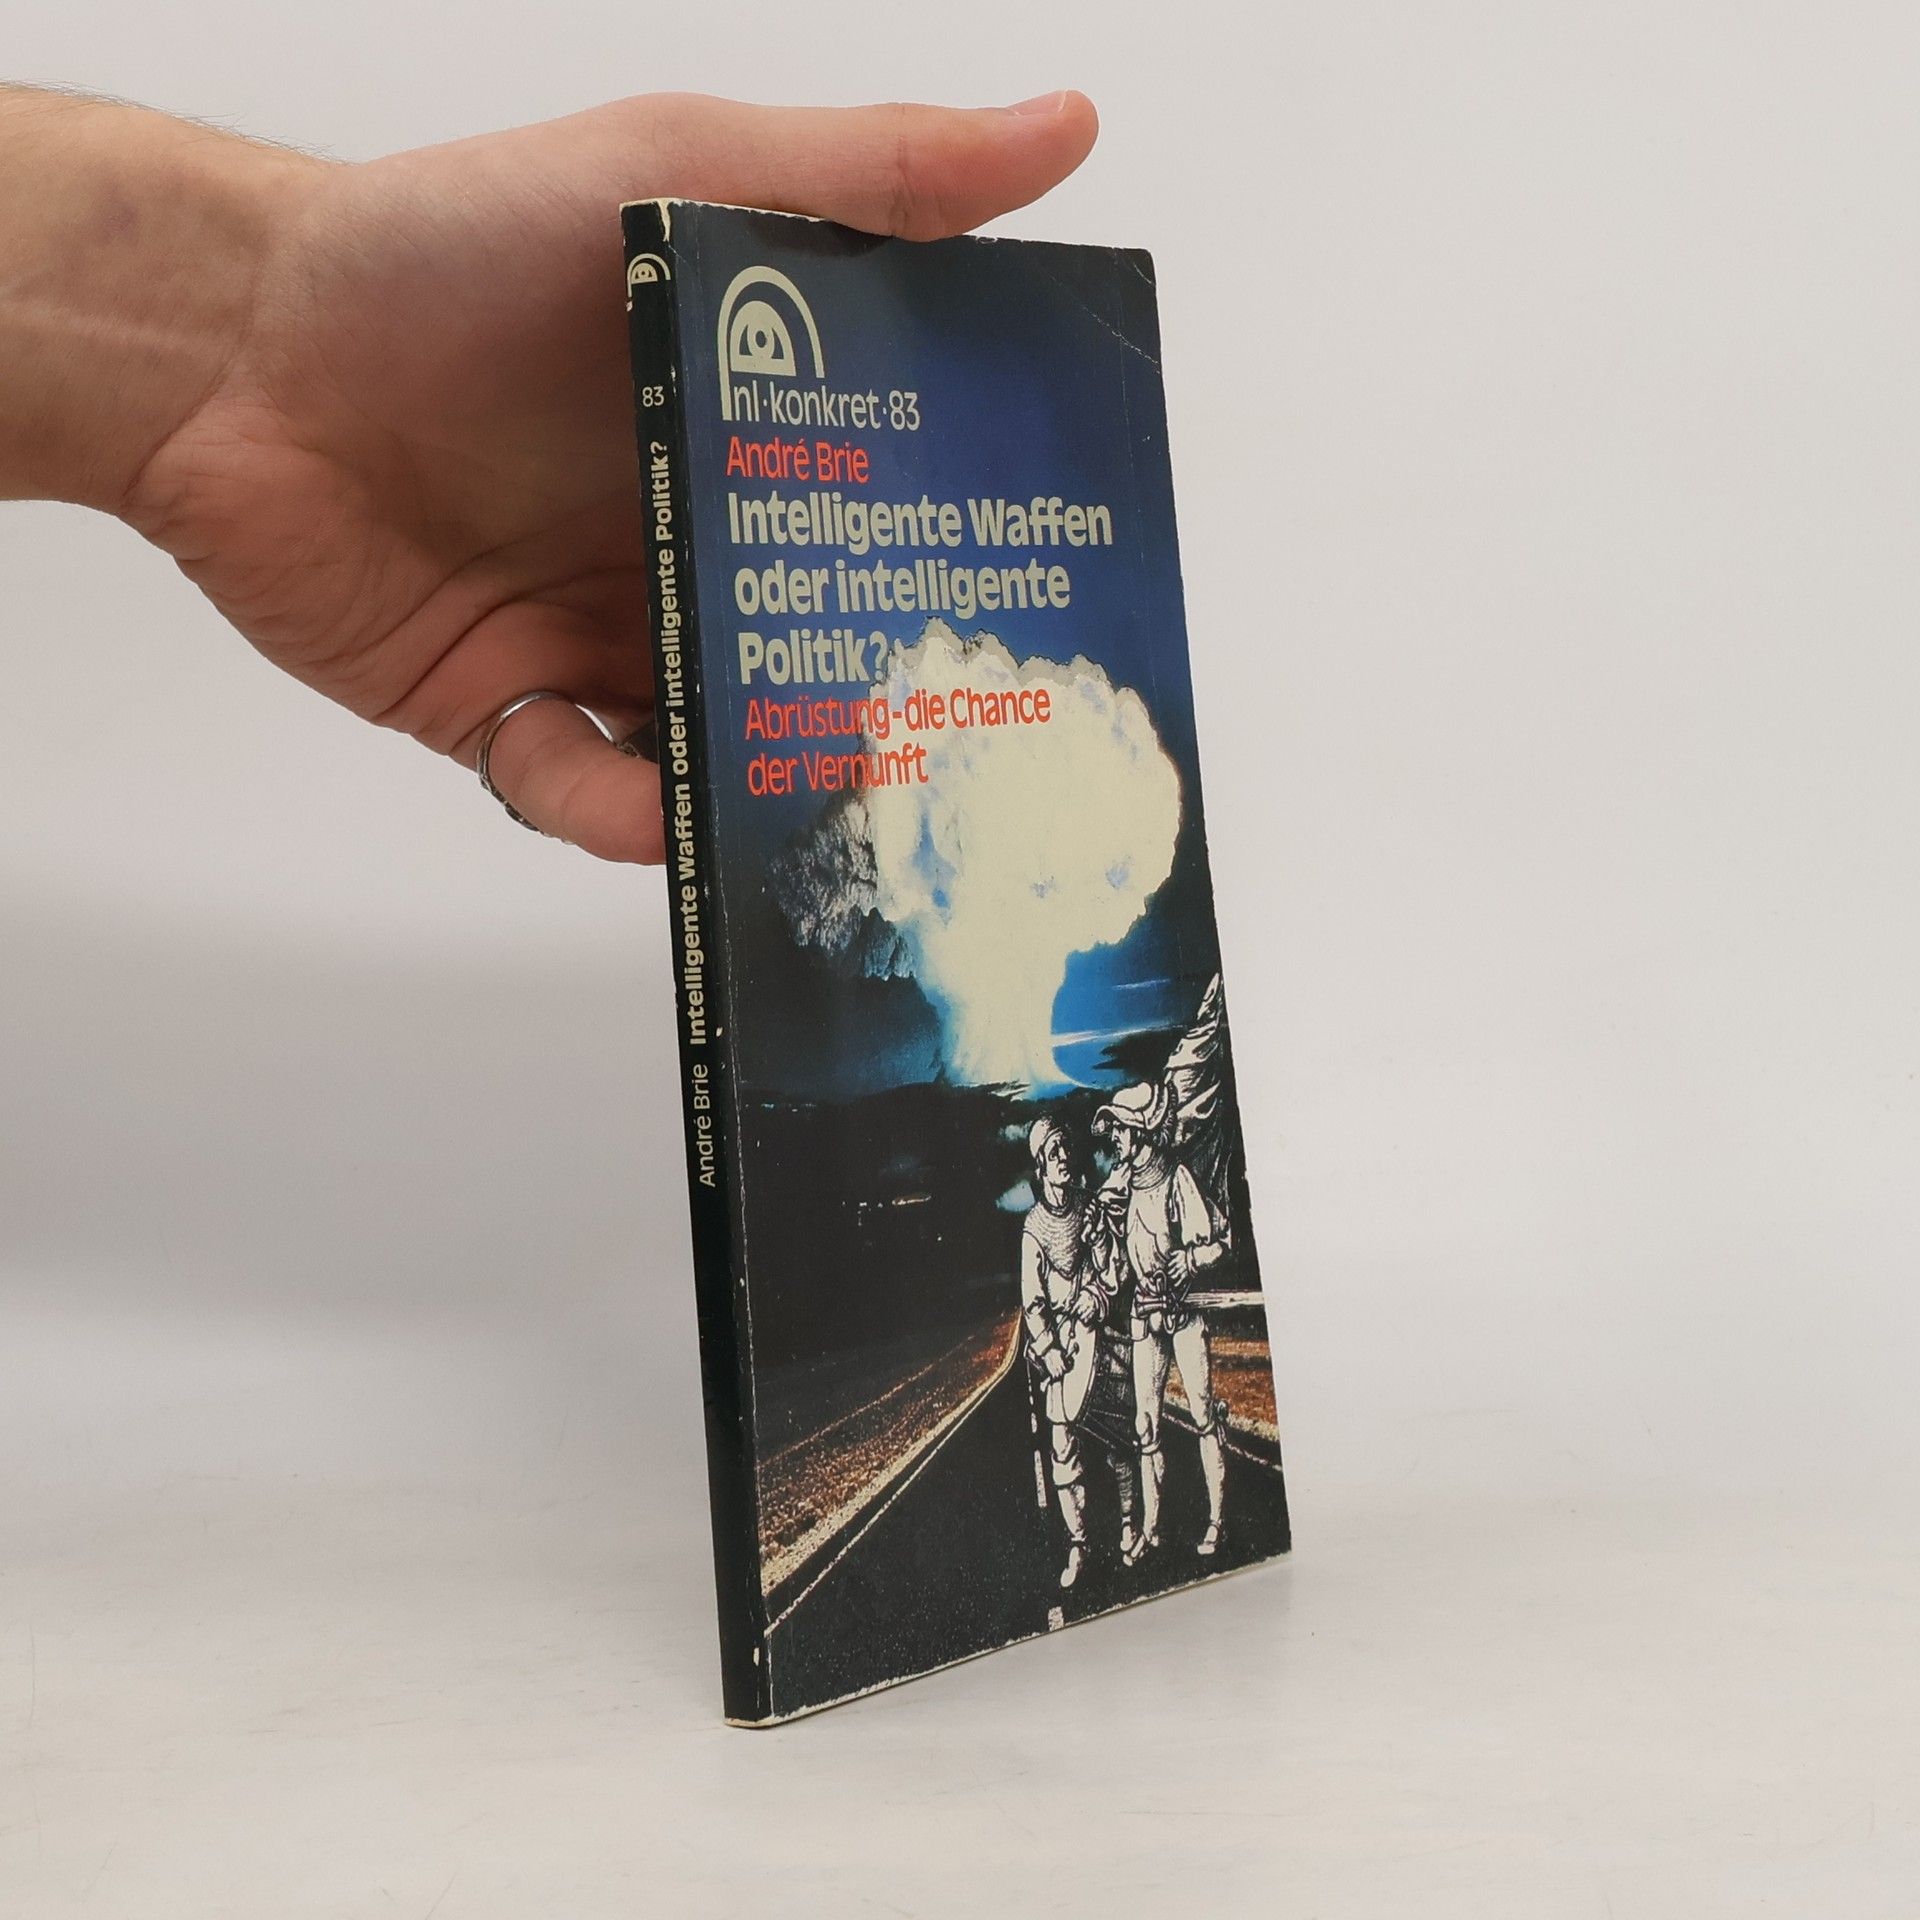 nl·konkret·83
André Brie
Intelligente Waffen
oder intelligente
Politik?
Abrüstung-die Chance
der Vernunft
83
André Brie Intelligente Waffen oder intelligente Politik?